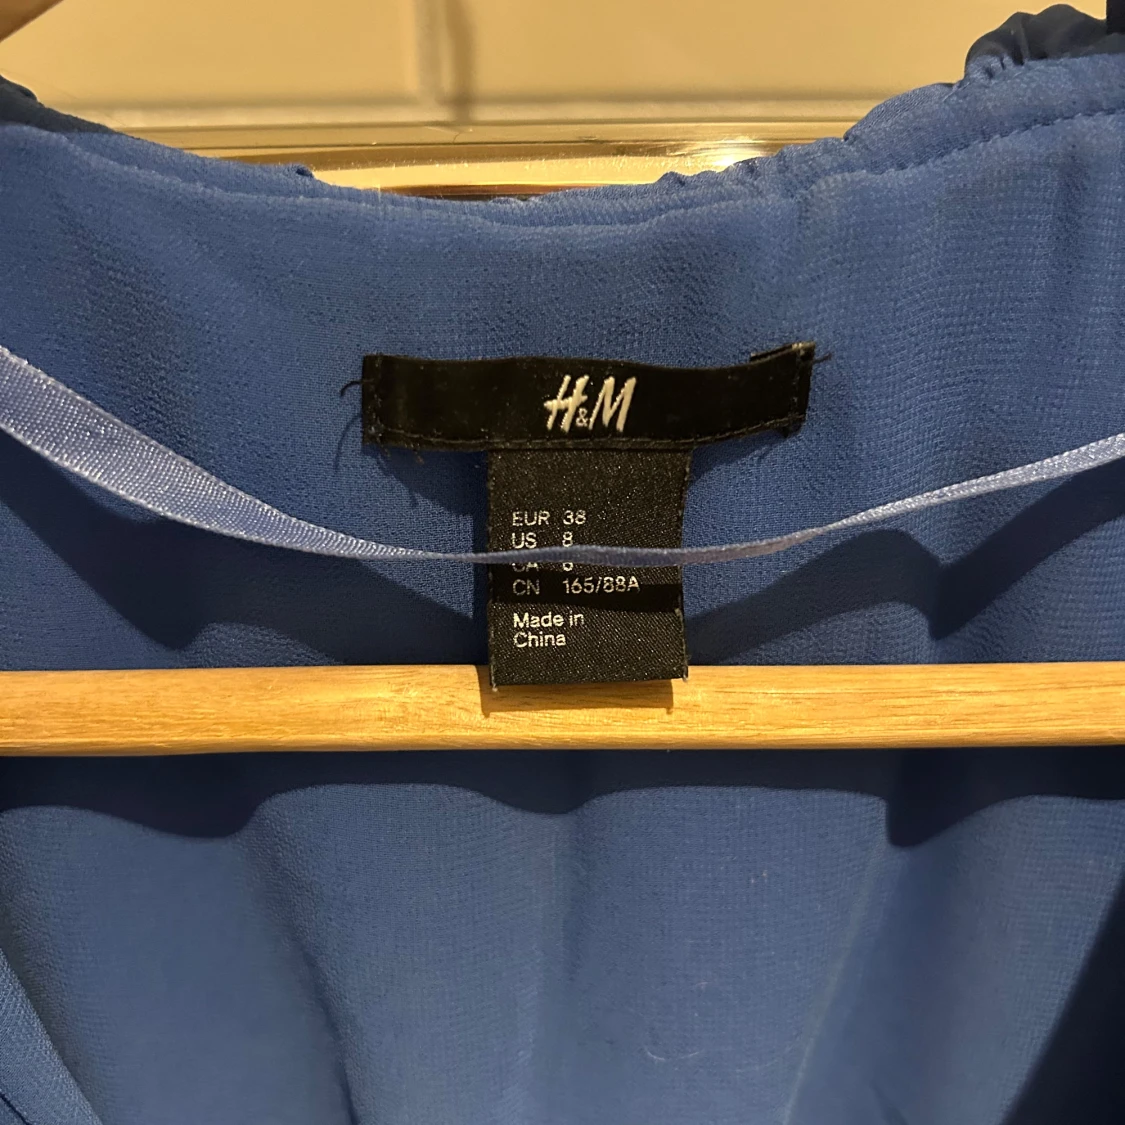 H&M
EUR 38
US 8
CN 165/88A
Made in
China